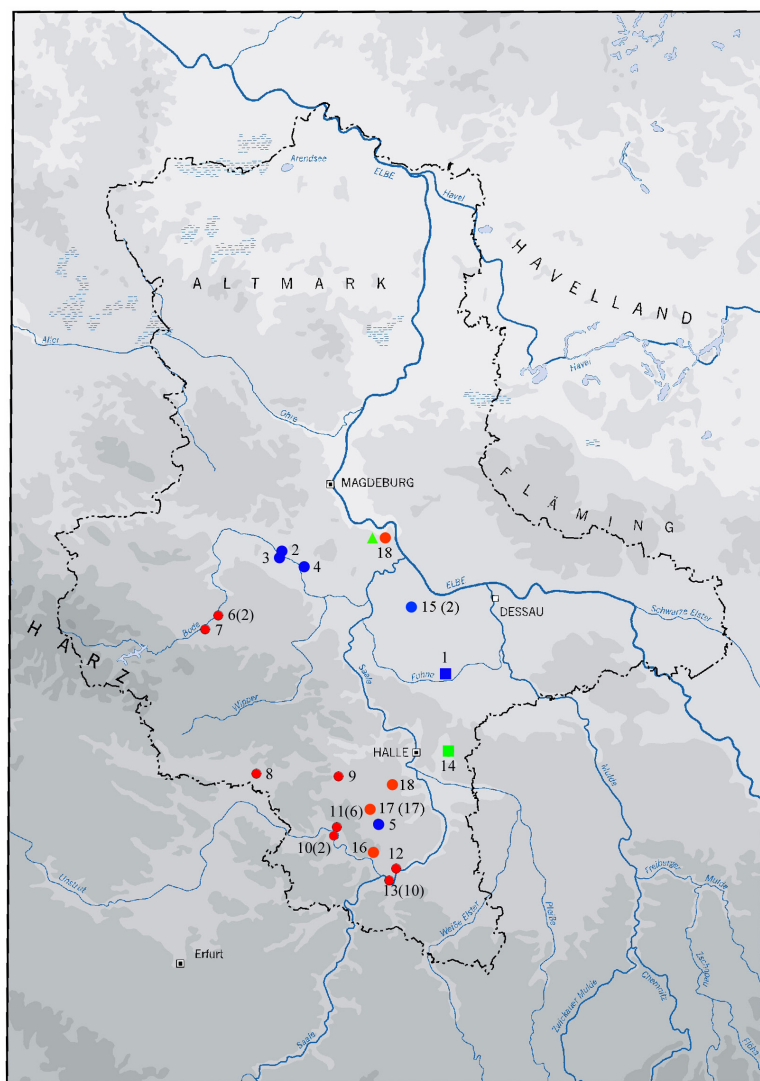 Arendsee
ELBE
Havel
HAVELLAND
ALTMARK
Aller
Havel
Ohre
MAGDEBURG
FLÄMING
18
2
3
4
ELBE
15 (2)
DESSAU
Schwarze Elster
6(2)
Bode
7
HARZ
1
Fuhne
Saale
Wipper
HALLE
14
Mulde
8
9
18
17 (17)
11(6)
5
10(2)
16
12
13(10)
Unstrut
Freiberger Mulde
Weiße Elster
Pleiße
Erfurt
Zschopau
Zwickauer Mulde
Chemnitz
Saale
Flöha